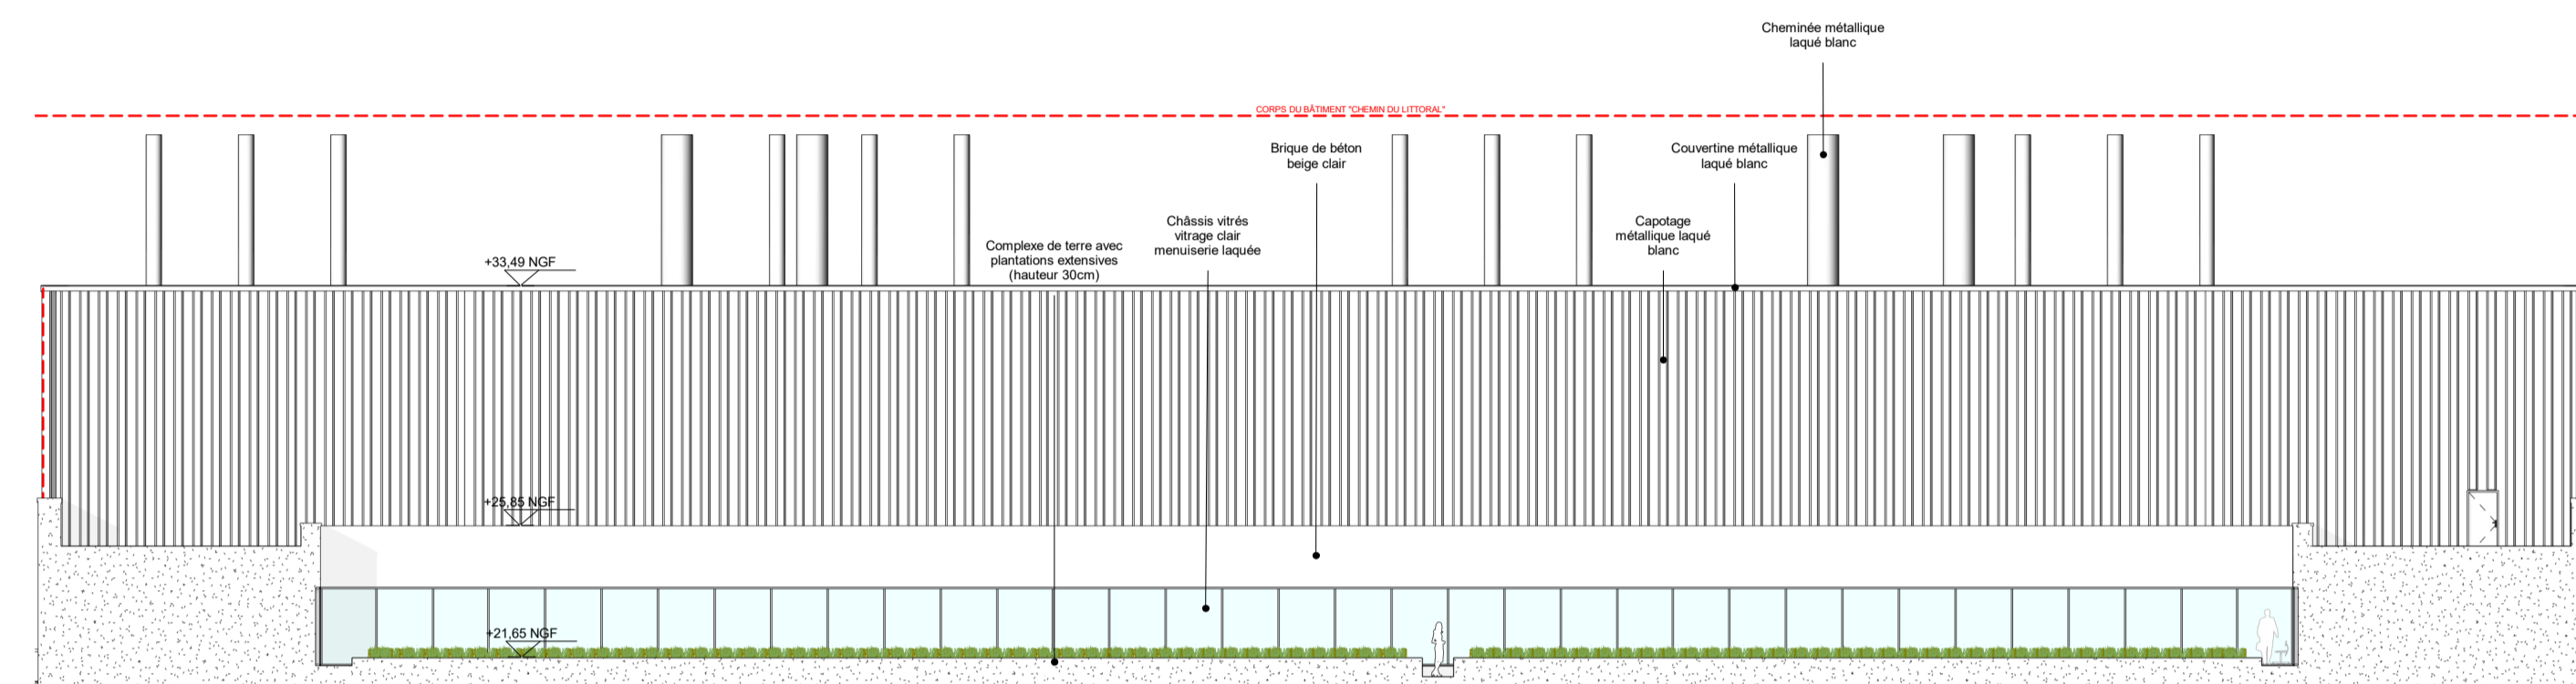 Cheminée métallique
laqué blanc
CORPS DU BÂTIMENT "CHEMIN DU LITTORAL"
Brique de béton
beige clair
Couvertine métallique
laqué blanc
Châssis vitrés
vitrage clair
menuiserie laquée
Capotage
métallique laqué
blanc
Complexe de terre avec
plantations extensives
(hauteur 30cm)
+33,49 NGF
+25,85 NGF
+21,65 NGF